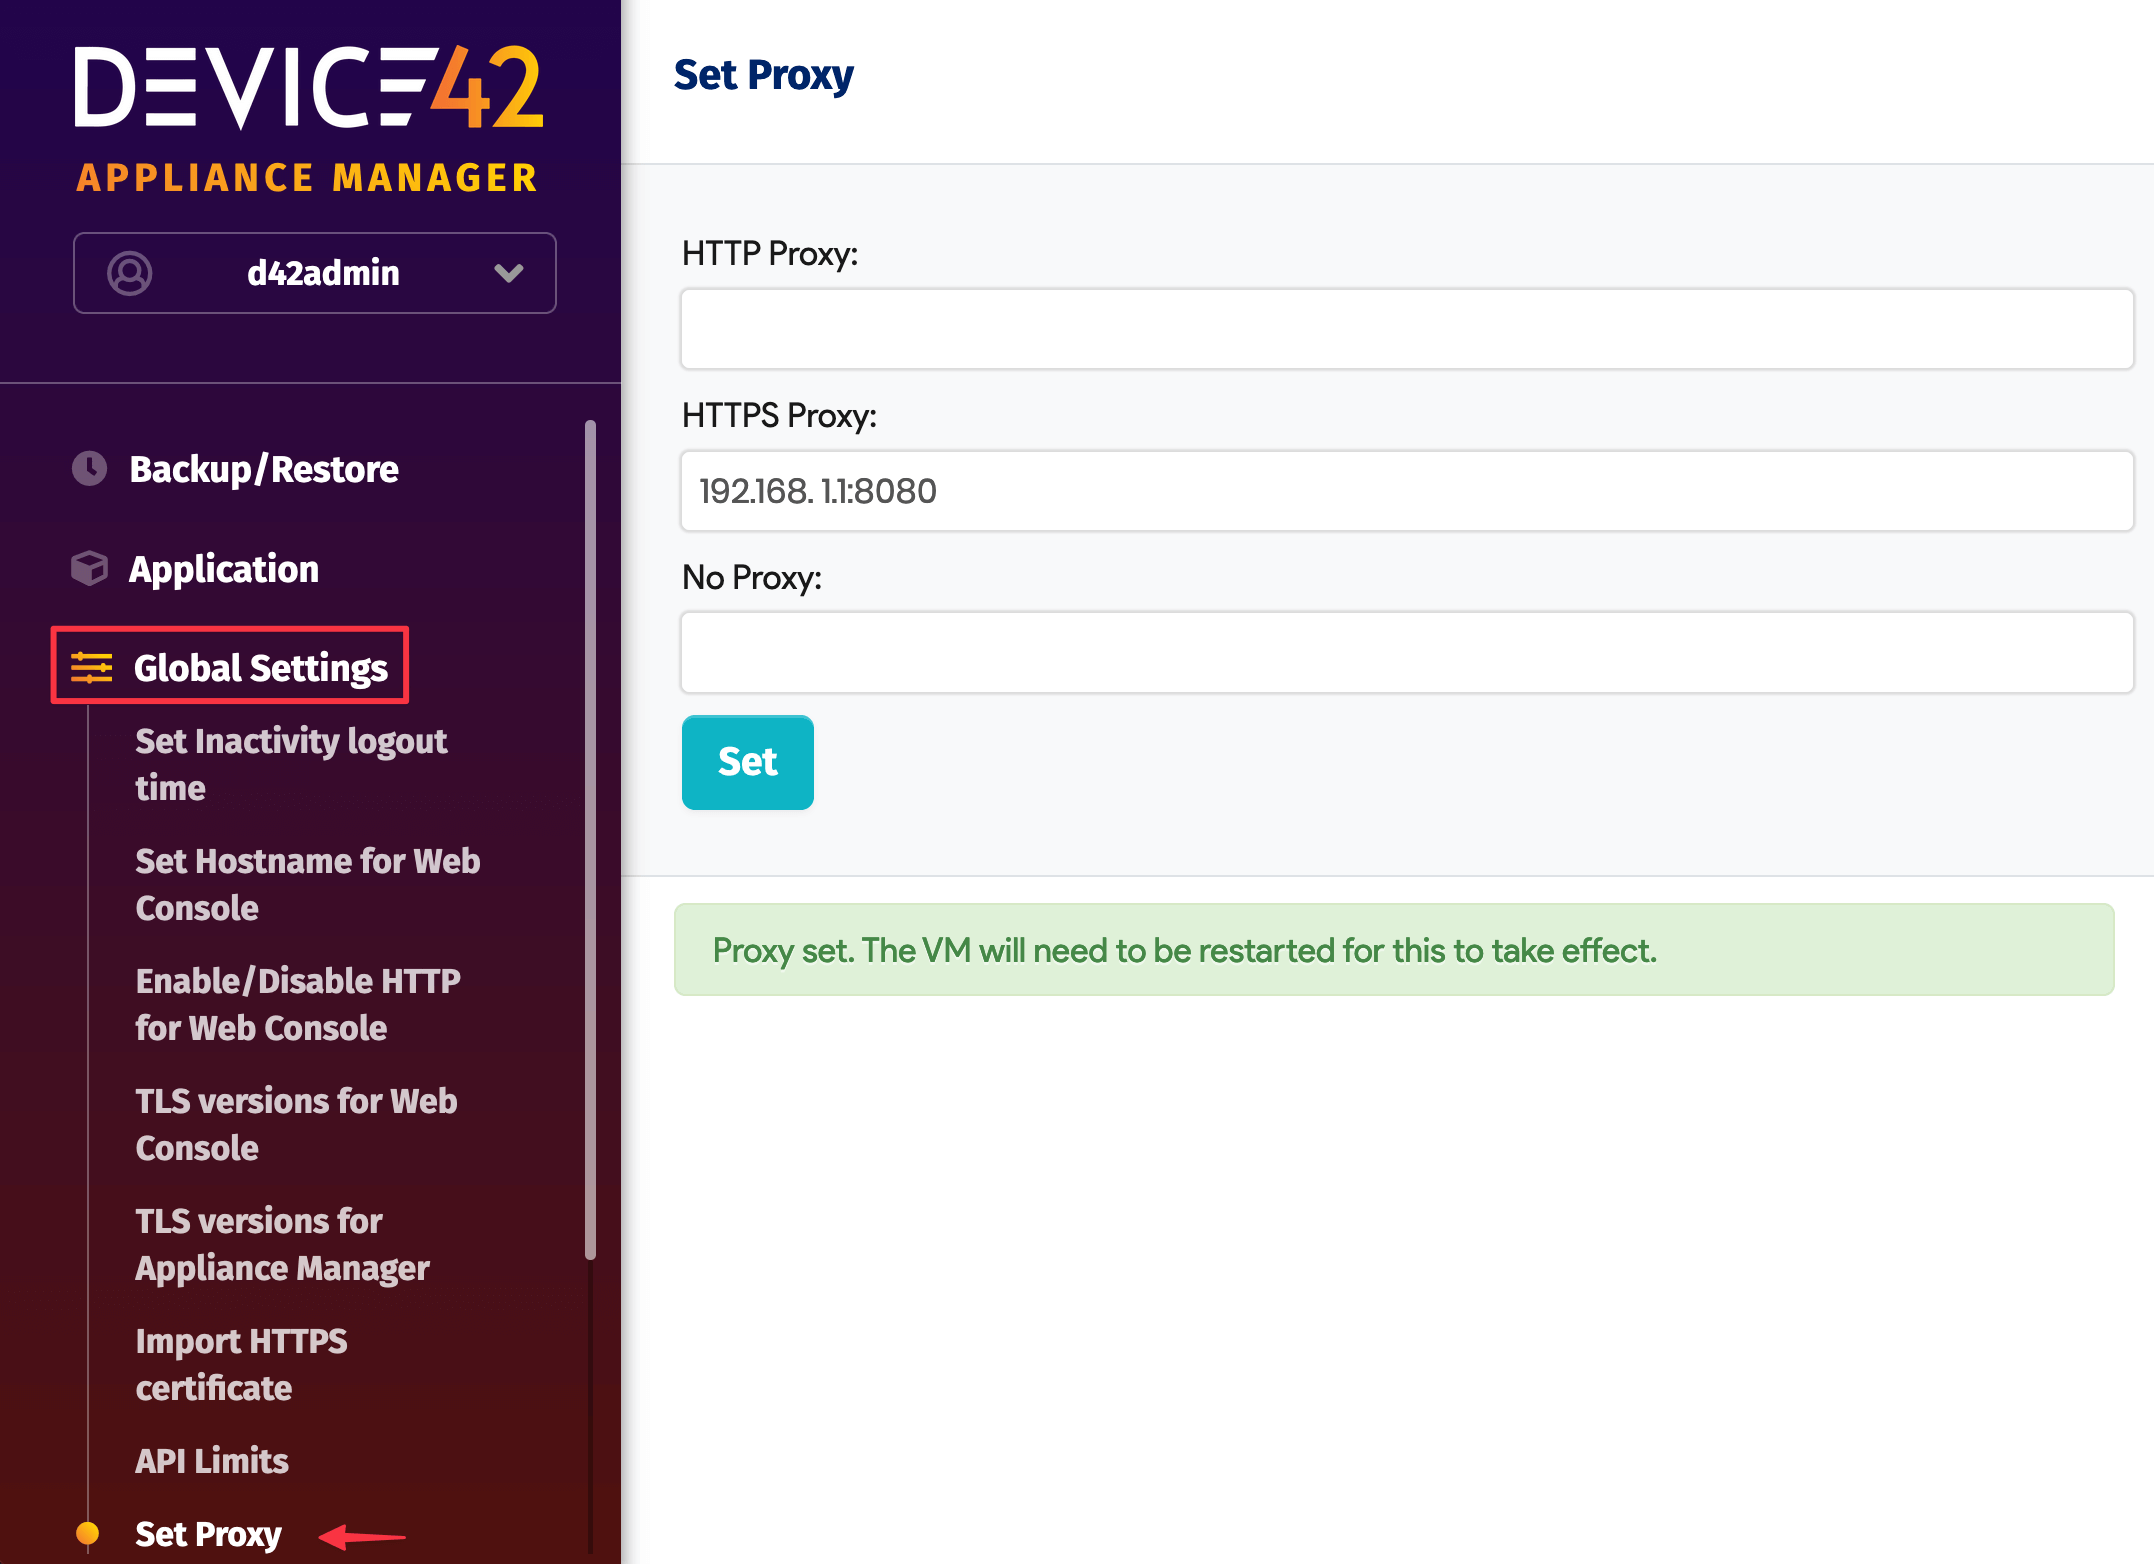 DEVICE42
APPLIANCE MANAGER
d42admin
Backup/Restore
Application
Global Settings
Set Inactivity logout
time
Set Hostname for Web
Console
Enable/Disable HTTP
for Web Console
TLS versions for Web
Console
TLS versions for
Appliance Manager
Import HTTPS
certificate
API Limits
Set Proxy
Set Proxy
HTTP Proxy:
HTTPS Proxy:
192.168. 1.1:8080
No Proxy:
Set
Proxy set. The VM will need to be restarted for this to take effect.